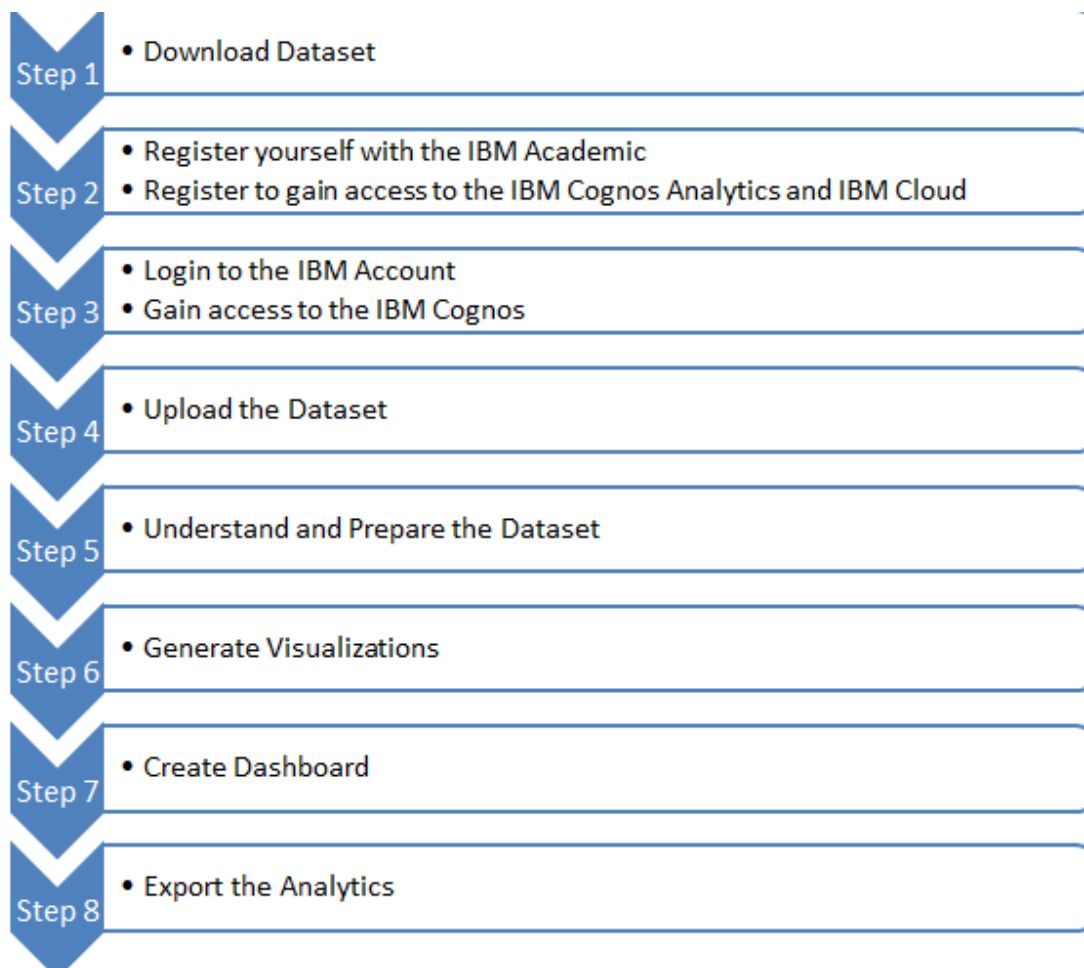 Step 1
• Download Dataset
Step 2
• Register yourself with the IBM Academic
• Register to gain access to the IBM Cognos Analytics and IBM Cloud
Step 3
• Login to the IBM Account
• Gain access to the IBM Cognos
Step 4
• Upload the Dataset
Step 5
• Understand and Prepare the Dataset
Step 6
• Generate Visualizations
Step 7
• Create Dashboard
Step 8
• Export the Analytics